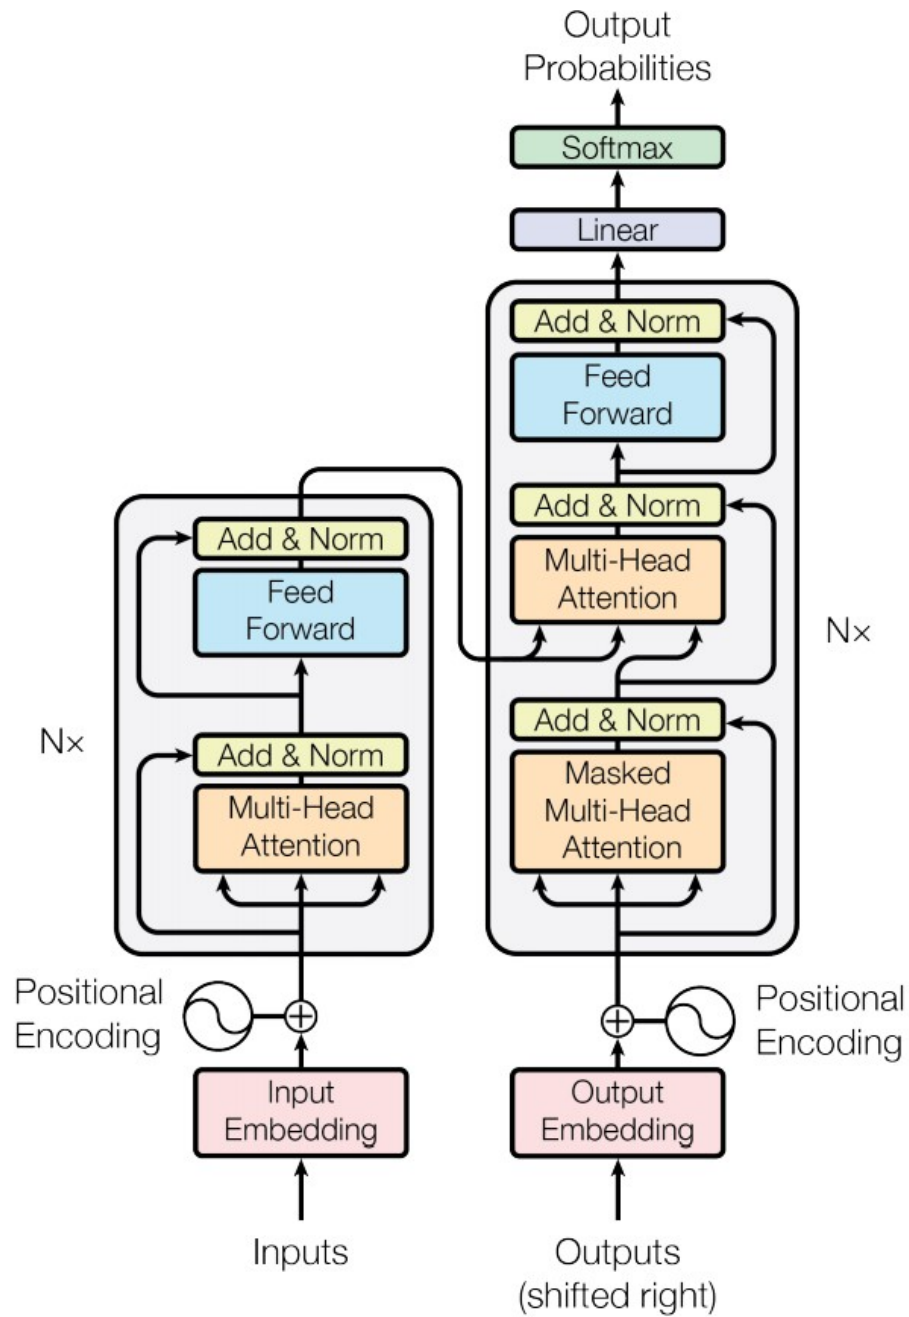 Output
Probabilities
Softmax
Linear
Add & Norm
Feed
Forward
Add & Norm
Multi-Head
Attention
Add & Norm
Masked
Multi-Head
Attention
Nx
Add & Norm
Feed
Forward
Add & Norm
Multi-Head
Attention
Nx
Positional
Encoding
Positional
Encoding
Input
Embedding
Output
Embedding
Inputs
Outputs
(shifted right)